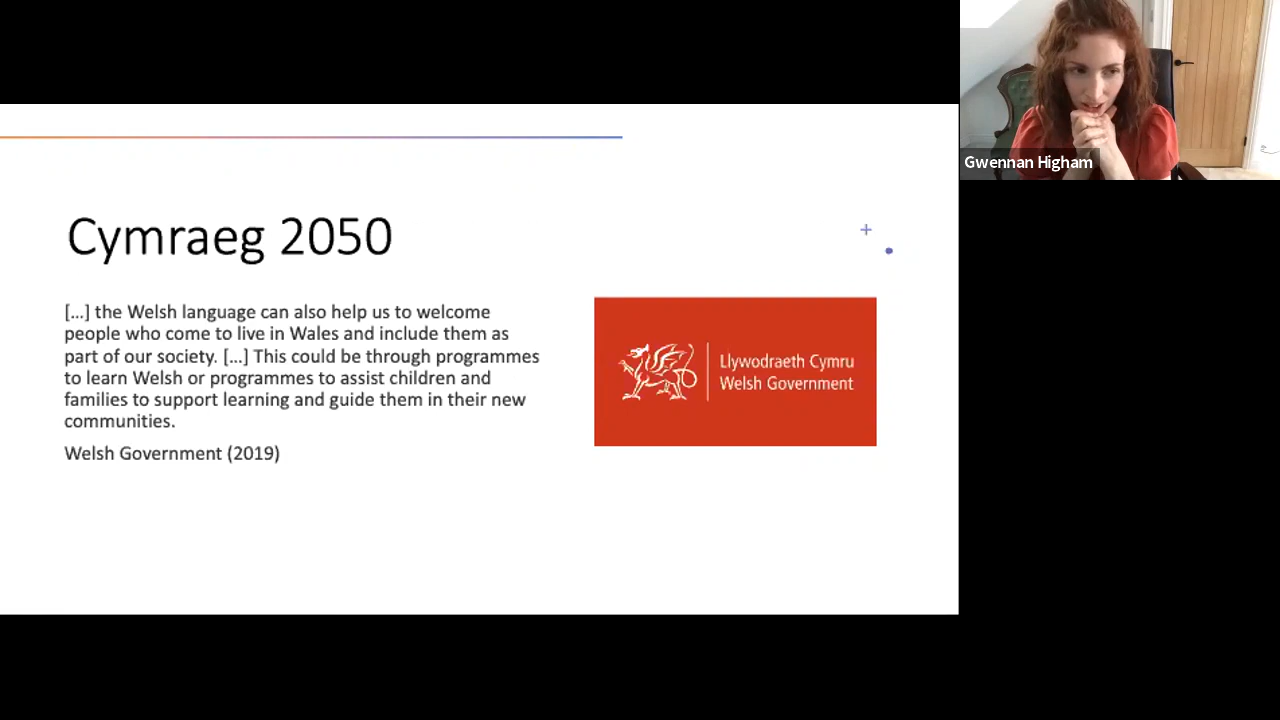 Gwennan Higham
Cymraeg 2050
[...] the Welsh language can also help us to welcome
people who come to live in Wales and include them as
part of our society. [...] This could be through programmes
to learn Welsh or programmes to assist children and
families to support learning and guide them in their new
communities.
Welsh Government (2019)
Llywodraeth Cymru
Welsh Government